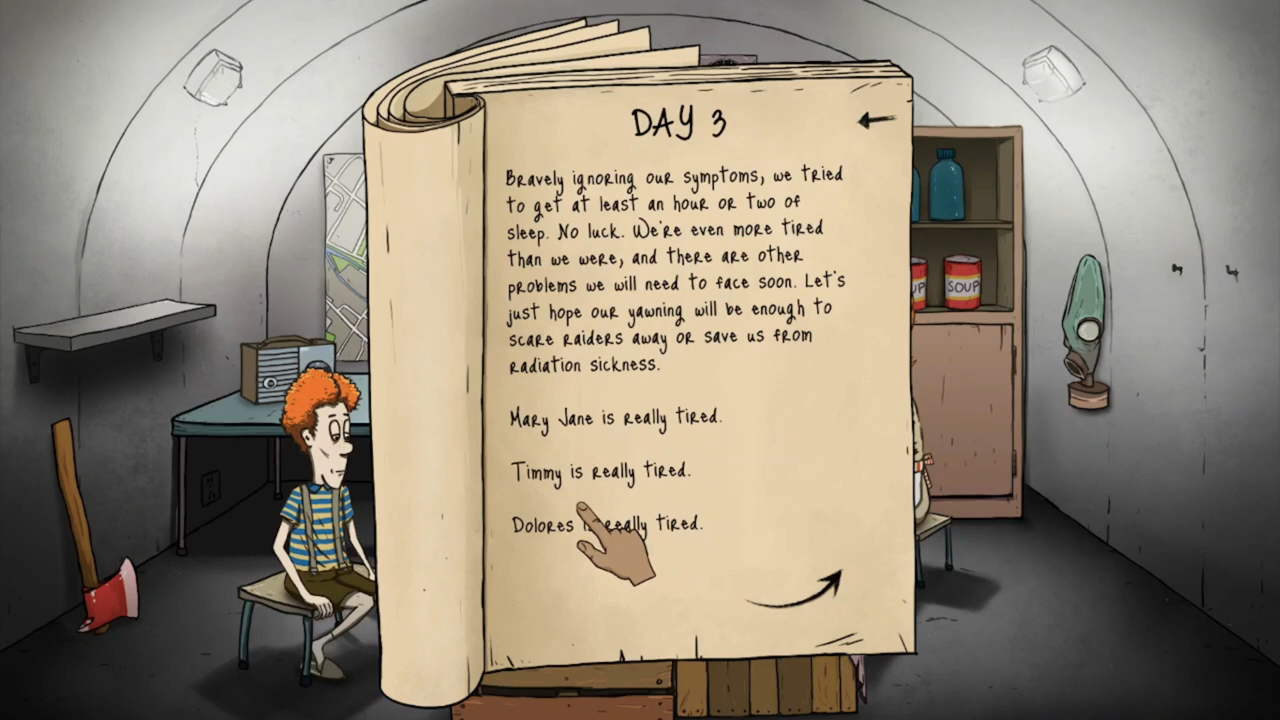 DAY 3
Bravely ignoring our symptoms, we tried
to get at least an hour or two of
sleep. No luck. We're even more tired
than we were, and there are other
problems we will need to face soon. Let's
just hope our yawning will be enough to
scare raiders away or save us from
radiation sickness.
Mary Jane is really tired.
Timmy is really tired.
Dolores is really tired.
UP
SOUP